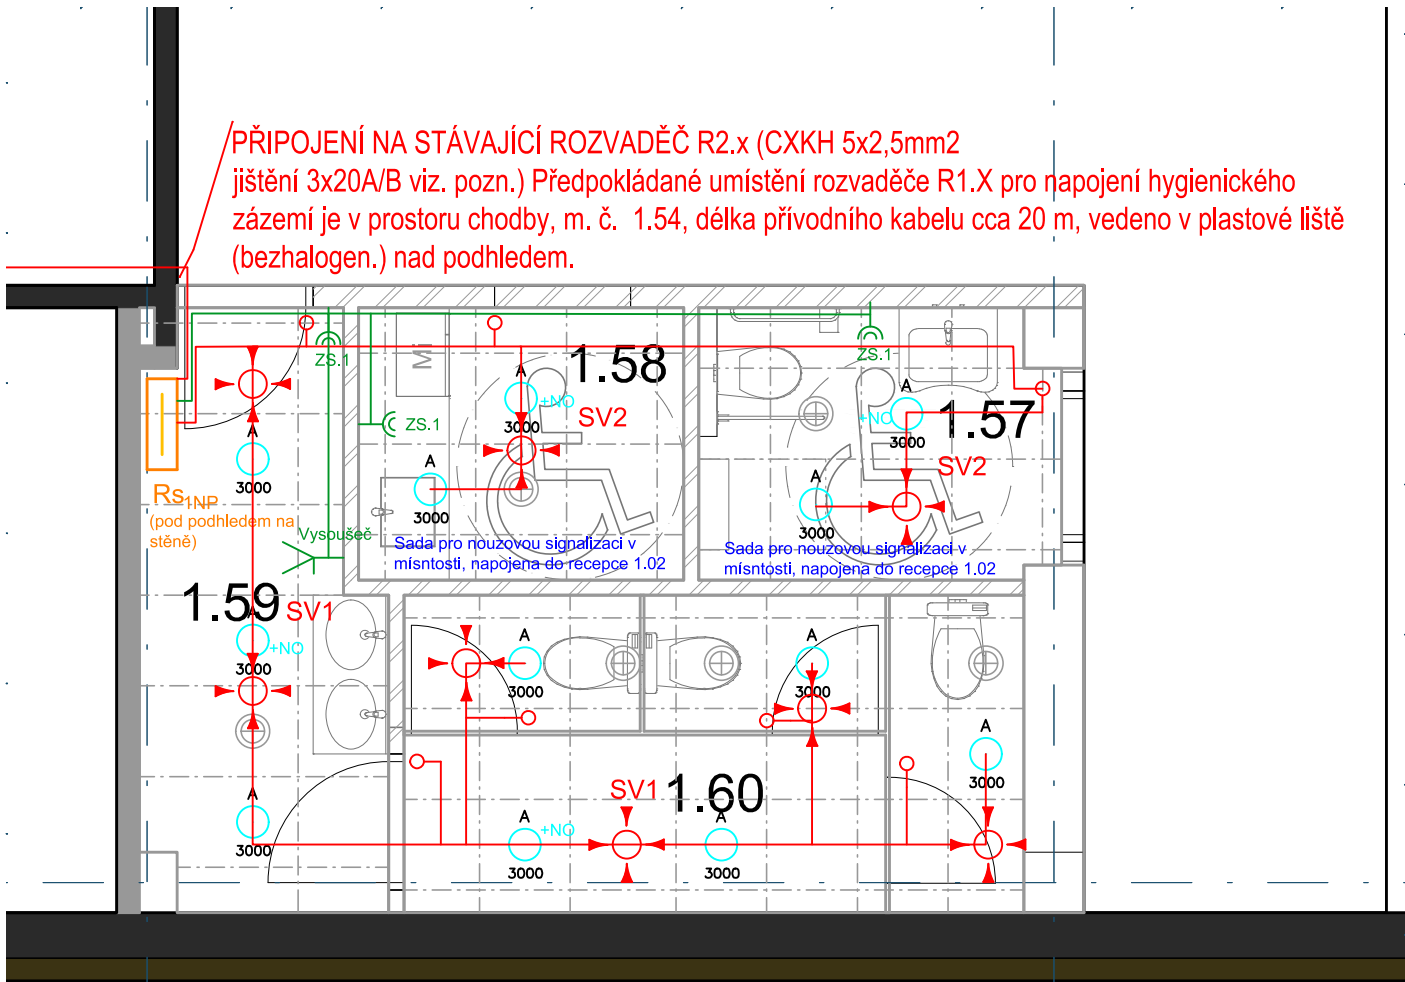 PŘIPOJENÍ NA STÁVAJÍCÍ ROZVADĚČ R2.x (CXKH 5x2,5mm2
jištění 3x20A/B viz. pozn.) Předpokládané umístění rozvaděče R1.X pro napojení hygienického
zázemí je v prostoru chodby, m. č. 1.54, délka přívodního kabelu cca 20 m, vedeno v plastové liště
(bezhalogen.) nad podhledem.
ZS.1
Mi
1.58
ZS.1
A
+NO
3000
SV2
ZS.1
A
+NO
3000
1.57
SV2
A
3000
A
3000
A
3000
Rs1NP
(pod podhledem na
stěně)
Vysoušeč
Sada pro nouzovou signalizaci v
místnosti, napojena do recepce 1.02
Sada pro nouzovou signalizaci v
místnosti, napojena do recepce 1.02
1.59
SV1
A
+NO
3000
A
3000
A
3000
A
3000
SV1
1.60
A
3000
A
+NO
3000
A
3000